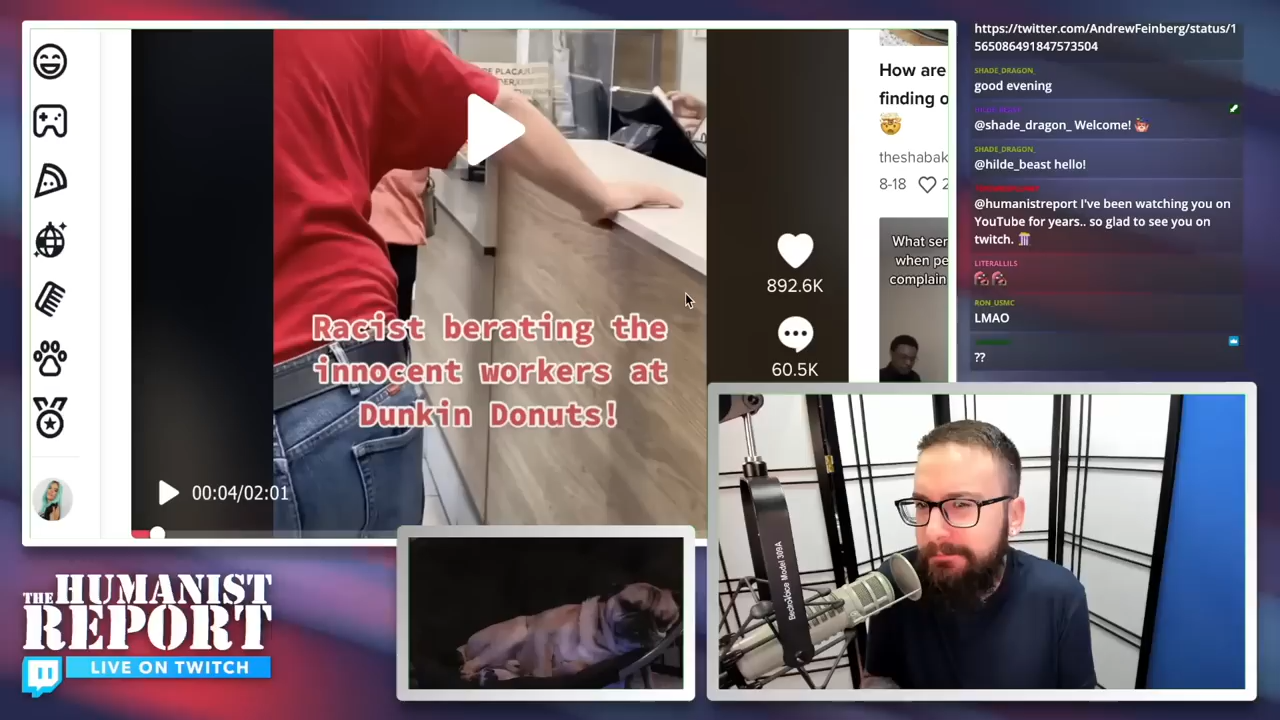 https://twitter.com/AndrewFeinberg/status/1
565086491847573504
SHADE_DRAGON_
good evening
@shade_dragon_ Welcome!
SHADE_DRAGON_
@hilde_beast hello!
@humanistreport I've been watching you on
YouTube for years.. so glad to see you on
twitch.
LITERALLILS
RON_USMC
LMAO
??
How are
finding o
theshabak
8-18
2
What ser
when pe
complain
892.6K
60.5K
Racist berating the
innocent workers at
Dunkin Donuts!
00:04/02:01
THE HUMANIST
REPORT
LIVE ON TWITCH
ElectroVoice Model 309A